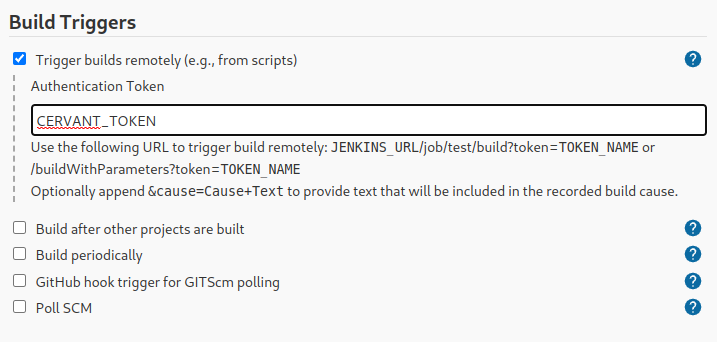 Build Triggers
Trigger builds remotely (e.g., from scripts)
Authentication Token
CERVANT_TOKEN
Use the following URL to trigger build remotely: JENKINS_URL/job/test/build?token=TOKEN_NAME or
/buildWithParameters?token=TOKEN_NAME
Optionally append &cause=Cause+Text to provide text that will be included in the recorded build cause.
Build after other projects are built
Build periodically
GitHub hook trigger for GITScm polling
Poll SCM